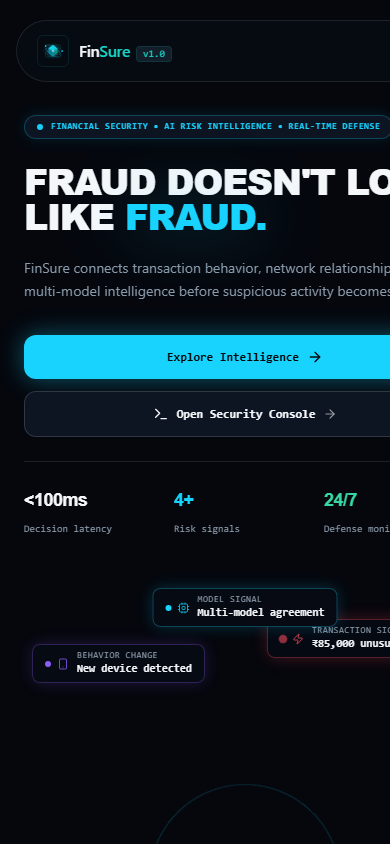 FinSure v1.0
FINANCIAL SECURITY • AI RISK INTELLIGENCE • REAL-TIME DEFENSE
FRAUD DOESN'T LO
LIKE FRAUD.
FinSure connects transaction behavior, network relationship
multi-model intelligence before suspicious activity becomes
Explore Intelligence →
>_ Open Security Console →
<100ms
Decision latency
4+
Risk signals
24/7
Defense moni
MODEL SIGNAL
Multi-model agreement
TRANSACTION SIG
₹85,000 unusu
BEHAVIOR CHANGE
New device detected